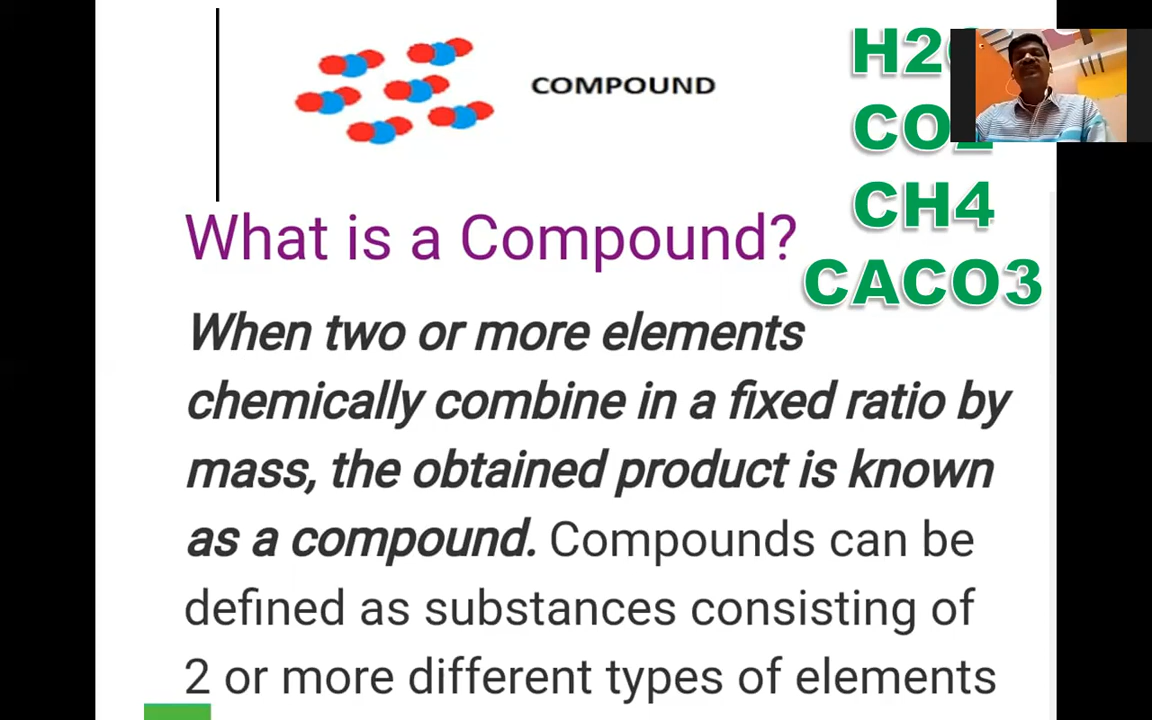 COMPOUND
H2
CO2
CH4
CACO3
What is a Compound?
When two or more elements
chemically combine in a fixed ratio by
mass, the obtained product is known
as a compound. Compounds can be
defined as substances consisting of
2 or more different types of elements